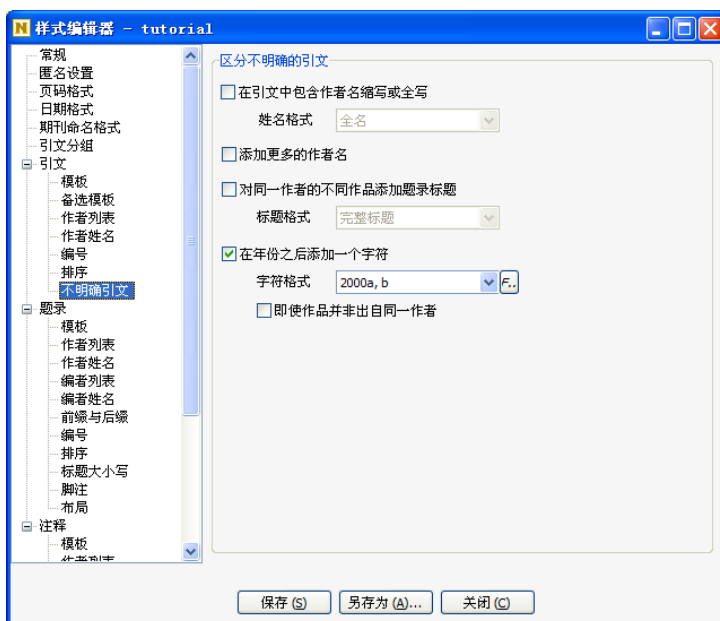 样式编辑器 - tutorial
常规
匿名设置
页码格式
日期格式
期刊命名格式
引文分组
引文
模板
备选模板
作者列表
作者姓名
编号
排序
不明确引文
题录
模板
作者列表
作者姓名
编者列表
编者姓名
前缀与后缀
编号
排序
标题大小写
脚注
布局
注释
模板
作者列表
区分不明确的引文
在引文中包含作者名缩写或全写
姓名格式
全名
添加更多的作者名
对同一作者的不同作品添加题录标题
标题格式
完整标题
在年份之后添加一个字符
字符格式
2000a, b
F..
即使作品并非出自同一作者
保存 (S)
另存为 (A)...
关闭 (C)